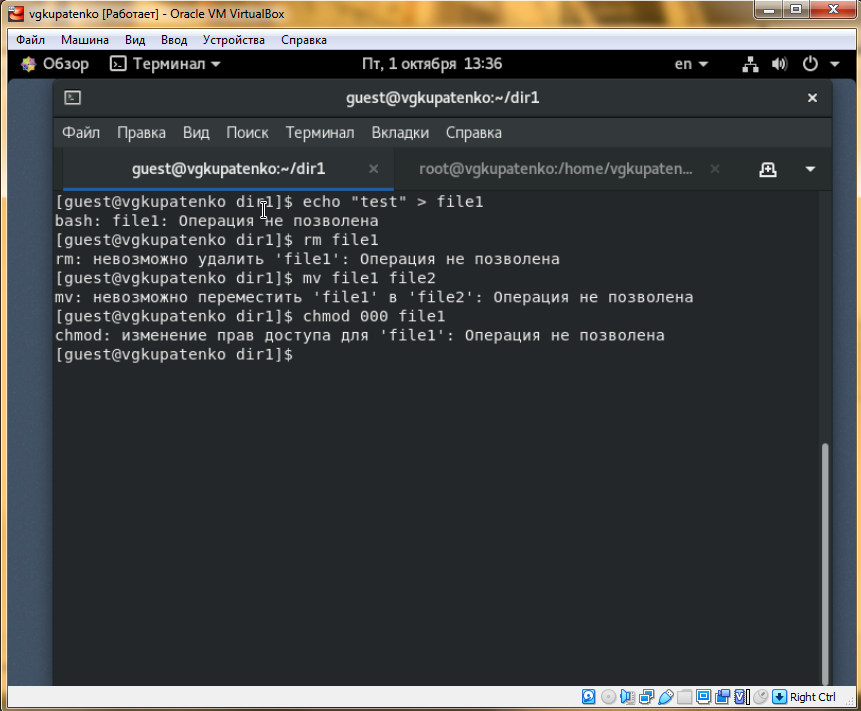 vgkupatenko [Работает] - Oracle VM VirtualBox
Файл Машина Вид Ввод Устройства Справка
Обзор Терминал Пт, 1 октября 13:36 en
guest@vgkupatenko:~/dir1
Файл Правка Вид Поиск Терминал Вкладки Справка
guest@vgkupatenko:~/dir1 root@vgkupatenko:/home/vgkupaten...
[guest@vgkupatenko dir1]$ echo "test" > file1
bash: file1: Операция не позволена
[guest@vgkupatenko dir1]$ rm file1
rm: невозможно удалить 'file1': Операция не позволена
[guest@vgkupatenko dir1]$ mv file1 file2
mv: невозможно переместить 'file1' в 'file2': Операция не позволена
[guest@vgkupatenko dir1]$ chmod 000 file1
chmod: изменение прав доступа для 'file1': Операция не позволена
[guest@vgkupatenko dir1]$
Right Ctrl